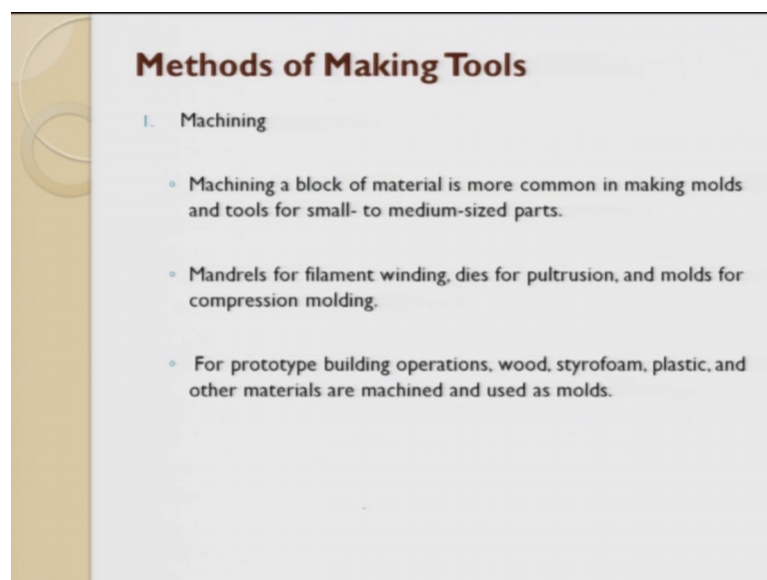 Methods of Making Tools
1. Machining
◦ Machining a block of material is more common in making molds
and tools for small- to medium-sized parts.
◦ Mandrels for filament winding, dies for pultrusion, and molds for
compression molding.
◦ For prototype building operations, wood, styrofoam, plastic, and
other materials are machined and used as molds.